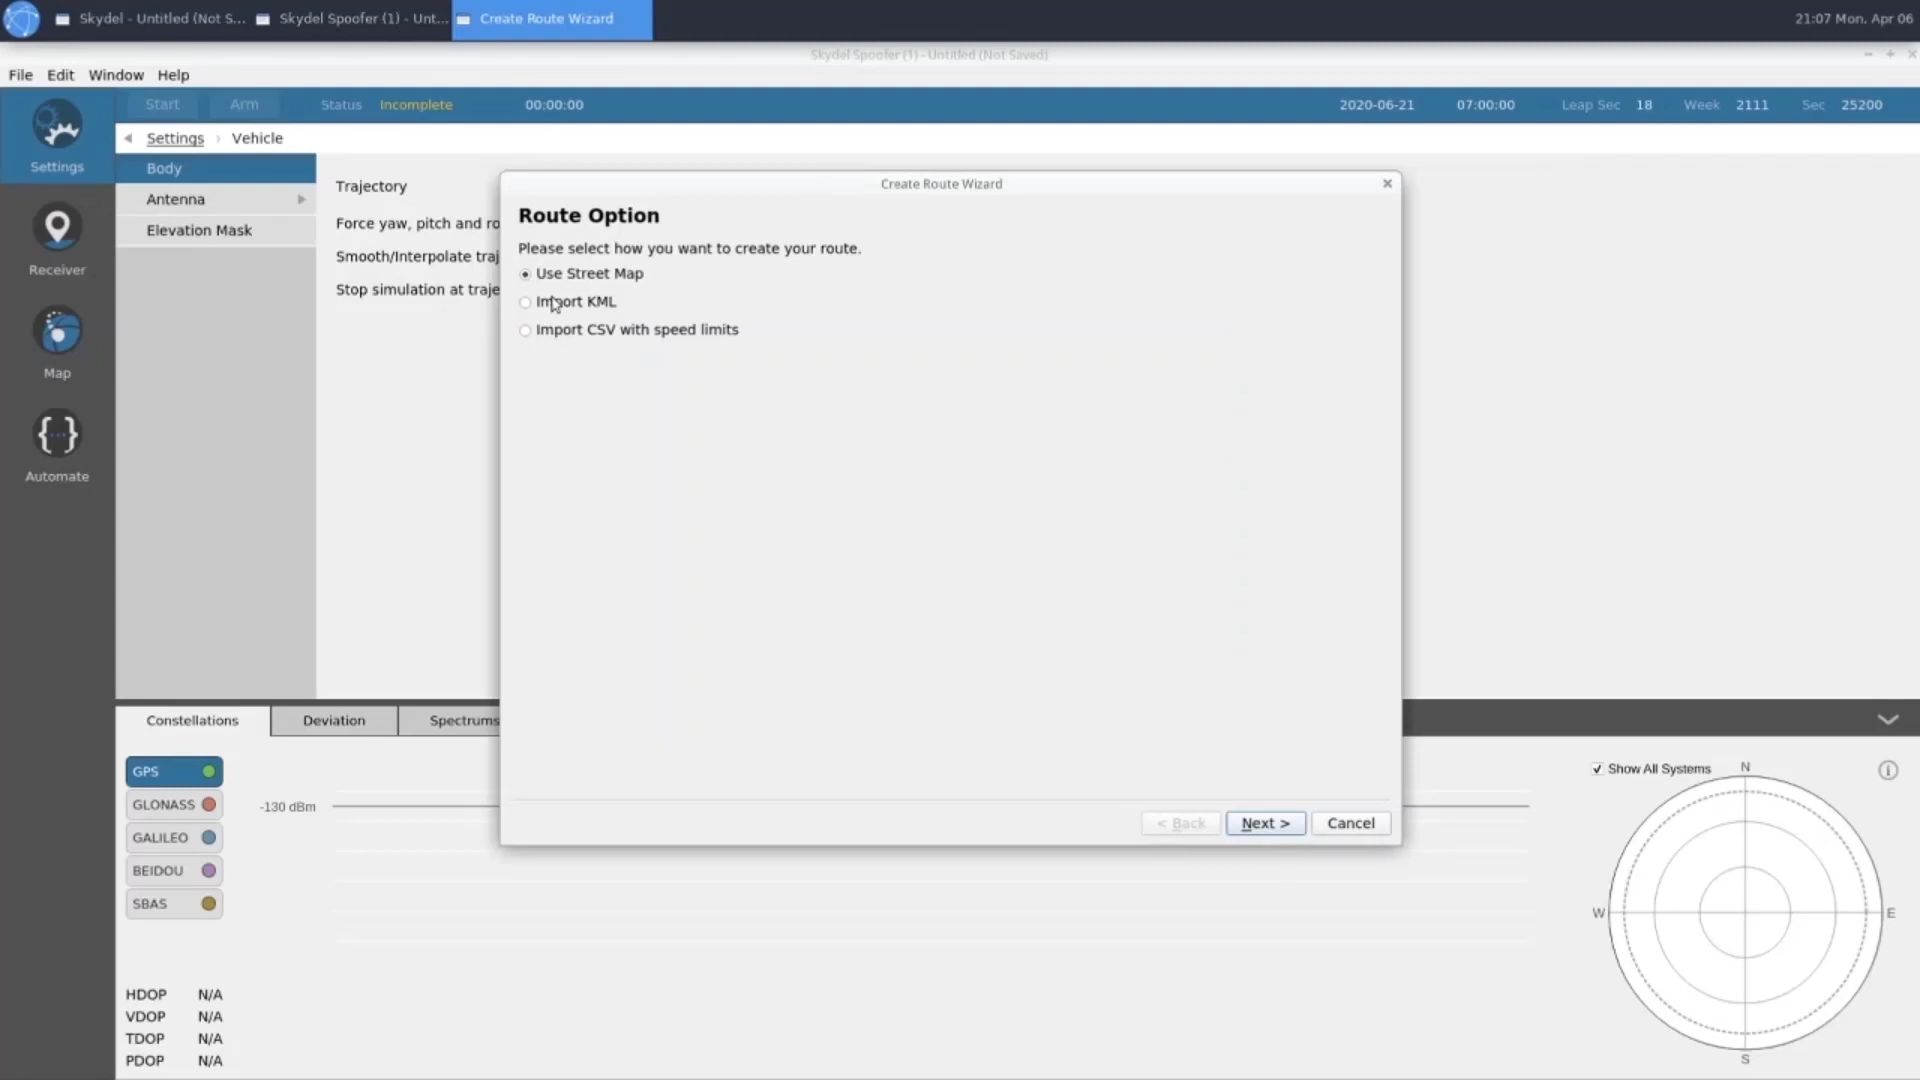 Skydel - Untitled (Not S... Skydel Spoofer (1) - Unt... Create Route Wizard 21:07 Mon. Apr 06
Skydel Spoofer (1) - Untitled (Not Saved)
File Edit Window Help
Start Arm Status Incomplete 00:00:00 2020-06-21 07:00:00 Leap Sec 18 Week 2111 Sec 25200
Settings › Vehicle
Settings
Receiver
Map
Automate
Body
Antenna
Elevation Mask
Trajectory
Force yaw, pitch and ro
Smooth/Interpolate traj
Stop simulation at traje
Create Route Wizard
Route Option
Please select how you want to create your route.
Use Street Map
Import KML
Import CSV with speed limits
< Back Next > Cancel
Constellations Deviation Spectrums
GPS
GLONASS
GALILEO
BEIDOU
SBAS
-130 dBm
HDOP N/A
VDOP N/A
TDOP N/A
PDOP N/A
Show All Systems
N
W
E
S